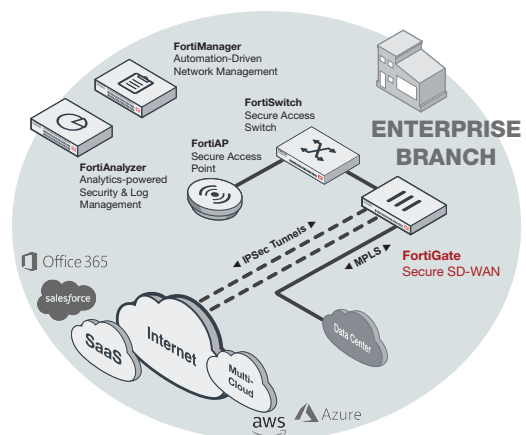 FortiManager
Automation-Driven
Network Management
FortiSwitch
Secure Access
Switch
ENTERPRISE
BRANCH
FortiAP
Secure Access
Point
FortiAnalyzer
Analytics-powered
Security & Log
Management
◄ IPSec Tunnels ►
◄ MPLS ►
FortiGate
Secure SD-WAN
Office 365
salesforce
SaaS
Internet
Multi-
Cloud
Data Center
aws
Azure